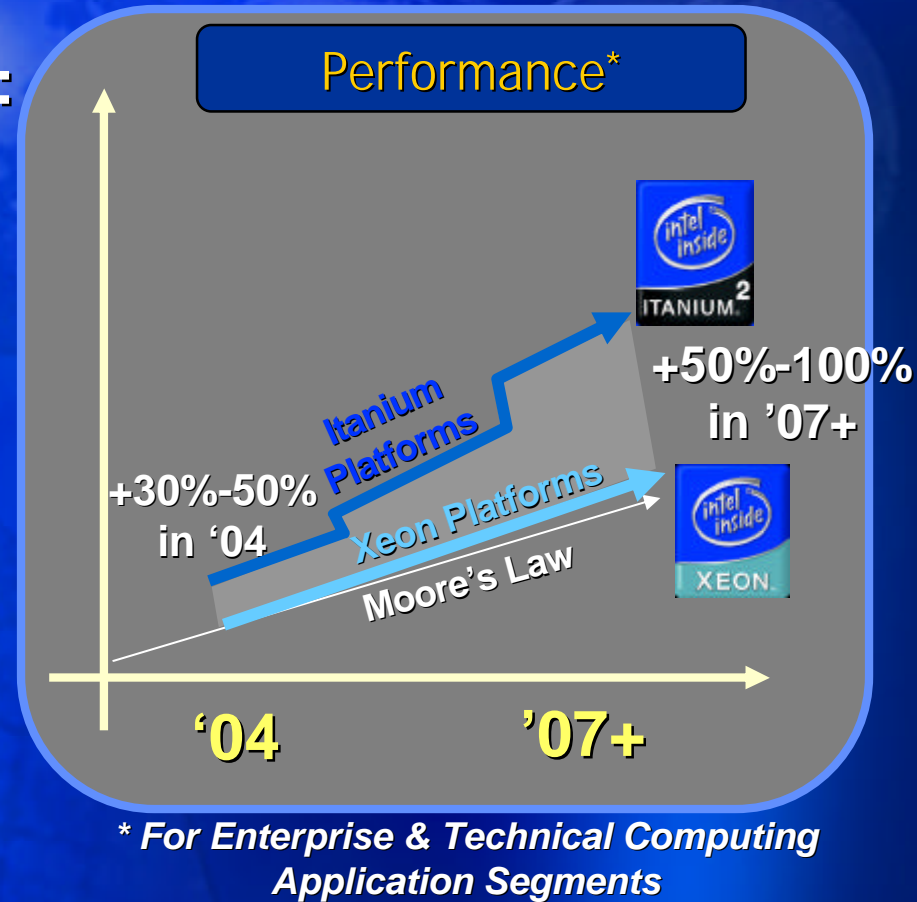 :
Performance*
intel
inside
ITANIUM. 2
+50%-100%
in ’07+
Itanium
Platforms
+30%-50%
in ‘04
Xeon Platforms
Moore’s Law
intel
inside
XEON.
‘04 ’07+
* For Enterprise & Technical Computing
Application Segments